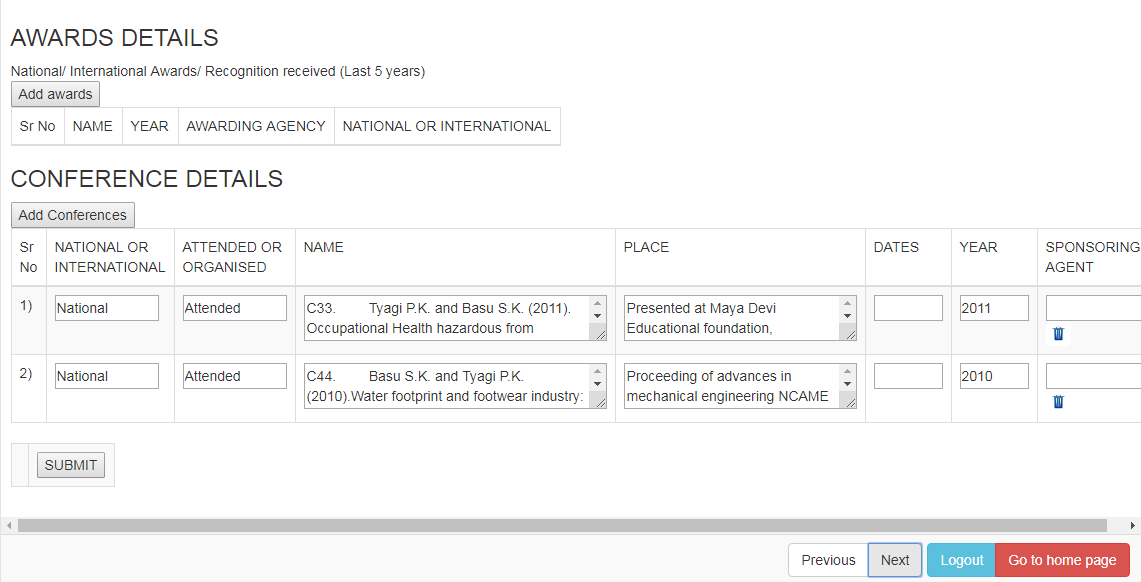 AWARDS DETAILS
National/ International Awards/ Recognition received (Last 5 years)
Add awards
Sr No NAME YEAR AWARDING AGENCY NATIONAL OR INTERNATIONAL
CONFERENCE DETAILS
Add Conferences
Sr NATIONAL OR ATTENDED OR NAME PLACE DATES YEAR SPONSORING
No INTERNATIONAL ORGANISED AGENT
1) National Attended C33. Tyagi P.K. and Basu S.K. (2011). Presented at Maya Devi 2011
Occupational Health hazardous from Educational foundation,
2) National Attended C44. Basu S.K. and Tyagi P.K. Proceeding of advances in 2010
(2010).Water footprint and footwear industry: mechanical engineering NCAME
SUBMIT
Previous Next Logout Go to home page